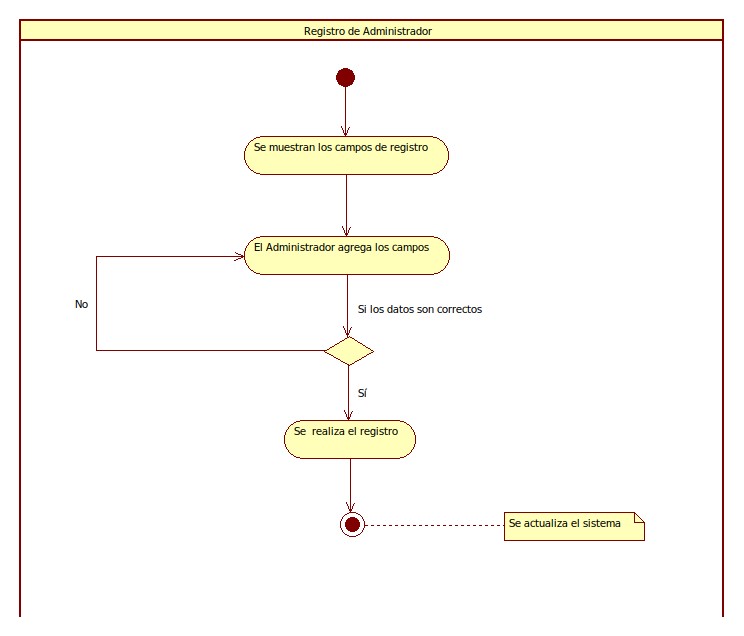 Registro de Administrador
Se muestran los campos de registro
El Administrador agrega los campos
No
Si los datos son correctos
Sí
Se  realiza el registro
Se actualiza el sistema